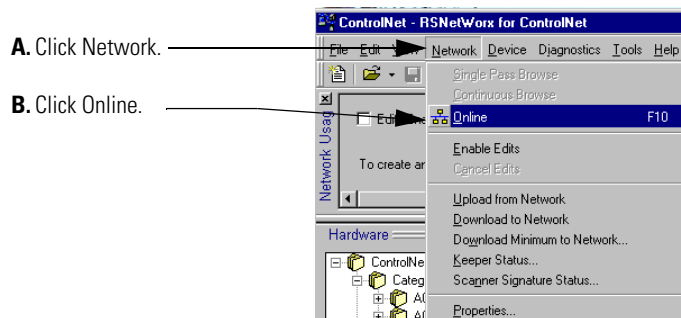 ControlNet - RSNetWorx for ControlNet
A. Click Network.
File Edit Network Device Diagnostics Tools Help
Single Pass Browse
Continuous Browse
B. Click Online.
Online F10
Network Usag
Enable Edits
To create an
Cancel Edits
Upload from Network
Download to Network
Hardware
Download Minimum to Network...
ControlNe
Keeper Status...
Categ
Scanner Signature Status...
AC
Properties...